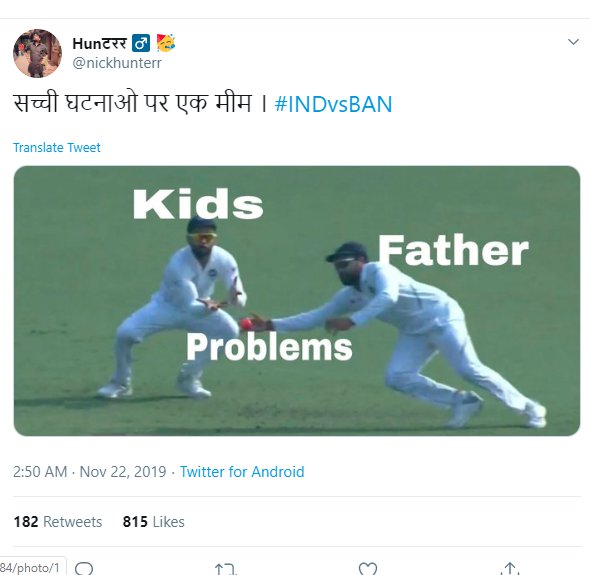 Hunटरर
@nickhunterr
सच्ची घटनाओ पर एक मीम । #INDvsBAN
Translate Tweet
Kids
Father
Problems
2:50 AM · Nov 22, 2019 · Twitter for Android
182 Retweets 815 Likes
84/photo/1